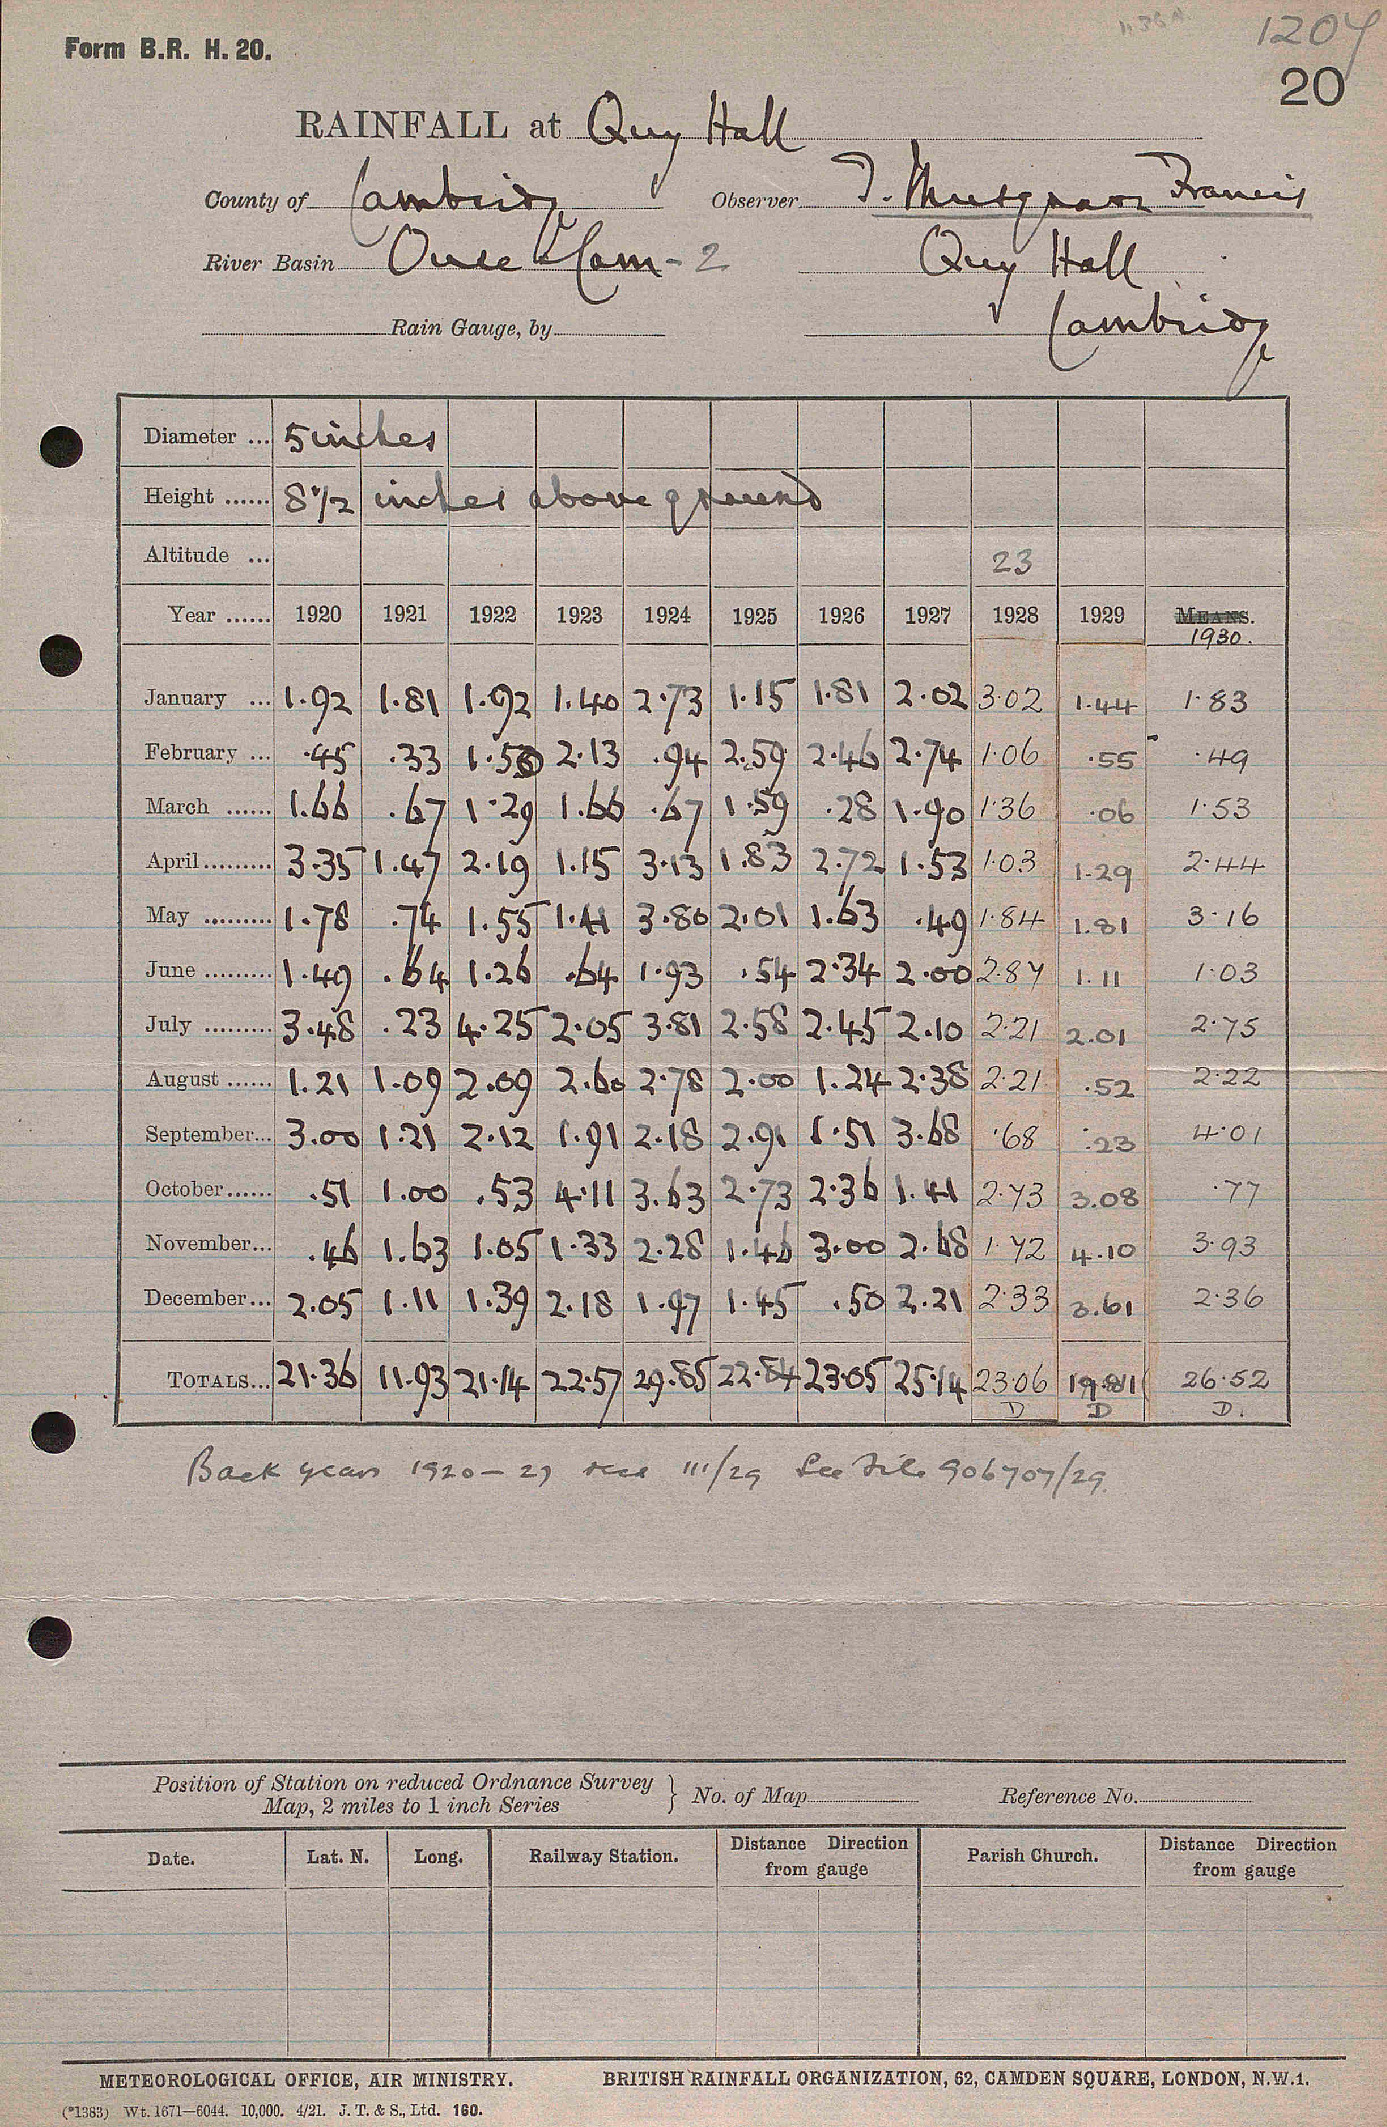 1204
Form B.R. H. 20.
20
RAINFALL at Quy Hall
County of Cambridge Observer T. Musgrave Francis
River Basin Ouse Cam - 2 Quy Hall
Rain Gauge, by Cambridge
Diameter ... 5 inches
Height ...... 8 1/2 inches above ground
Altitude ... 23
Year ...... 1920 1921 1922 1923 1924 1925 1926 1927 1928 1929 MEANS.
1930.
January ... 1.92 1.81 1.92 1.40 2.73 1.15 1.81 2.02 3.02 1.44 1.83
February ... .45 .33 1.50 2.13 .94 2.59 2.46 2.74 1.06 .55 .49
March ...... 1.66 .67 1.29 1.66 .67 1.59 .28 1.90 1.36 .06 1.53
April ......... 3.35 1.47 2.19 1.15 3.13 1.83 2.72 1.53 1.03 1.29 2.44
May ......... 1.78 .74 1.55 1.41 3.80 2.01 1.63 .49 1.84 1.81 3.16
June ......... 1.49 .64 1.26 .64 1.93 .54 2.34 2.00 2.87 1.11 1.03
July ......... 3.48 .23 4.25 2.05 3.81 2.58 2.45 2.10 2.21 2.01 2.75
August ...... 1.21 1.09 2.09 2.60 2.78 2.00 1.24 2.38 2.21 .52 2.22
September... 3.00 1.21 2.12 1.91 2.18 2.91 1.51 3.68 .68 .23 4.01
October...... .51 1.00 .53 4.11 3.63 2.73 2.36 1.41 2.73 3.08 .77
November... .46 1.63 1.05 1.33 2.28 1.46 3.00 2.68 1.72 4.10 3.93
December... 2.05 1.11 1.39 2.18 1.97 1.45 .50 2.21 2.33 3.61 2.36
TOTALS... 21.36 11.93 21.14 22.57 29.85 22.84 23.05 25.14 23.06 19.81 26.52
D D D.
Back years 1920 - 27 recd 111/29 See File 906707/29.
Position of Station on reduced Ordnance Survey
Map, 2 miles to 1 inch Series } No. of Map Reference No.
Date. Lat. N. Long. Railway Station. Distance Direction from gauge Parish Church. Distance Direction from gauge
METEOROLOGICAL OFFICE, AIR MINISTRY. BRITISH RAINFALL ORGANIZATION, 62, CAMDEN SQUARE, LONDON, N.W.1.
(*1383) Wt. 1671—6044. 10,000. 4/21. J. T. & S., Ltd. 160.